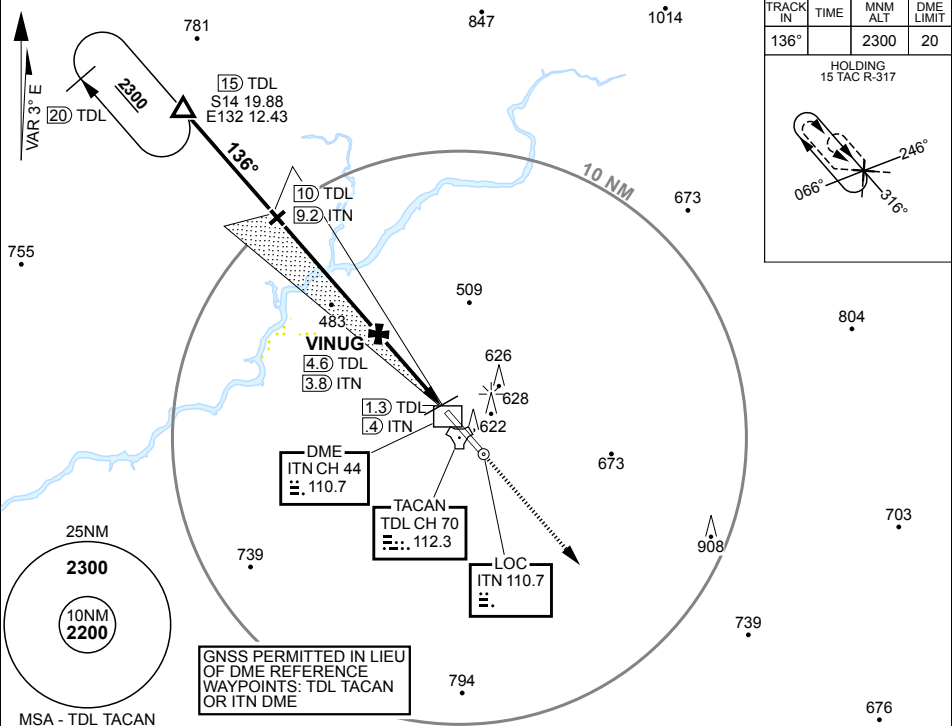 781
847
1014
TRACK IN
TIME
MNM ALT
DME LIMIT
136°
2300
20
HOLDING
15 TAC R-317
246°
066°
316°
VAR 3° E
2300
20 TDL
15 TDL
S14 19.88
E132 12.43
136°
10 TDL
9.2 ITN
10 NM
673
755
509
483
804
VINUG
4.6 TDL
3.8 ITN
626
628
622
1.3 TDL
.4 ITN
673
DME
ITN CH 44
110.7
TACAN
TDL CH 70
112.3
703
908
LOC
ITN 110.7
739
25NM
2300
10NM
2200
MSA - TDL TACAN
739
GNSS PERMITTED IN LIEU
OF DME REFERENCE
WAYPOINTS: TDL TACAN
OR ITN DME
794
676